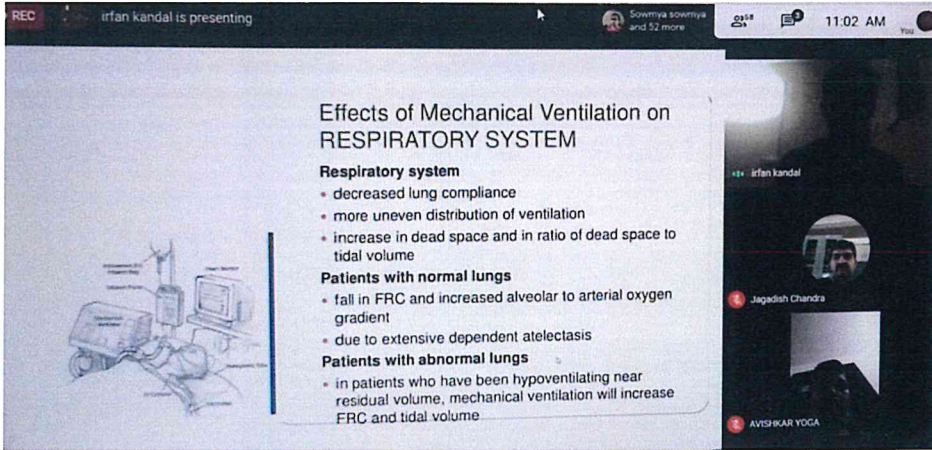 REC
irfan kandal is presenting
Sowmya sowmya
and 52 more
58
3
11:02 AM
You
Effects of Mechanical Ventilation on
RESPIRATORY SYSTEM
Respiratory system
• decreased lung compliance
• more uneven distribution of ventilation
• increase in dead space and in ratio of dead space to
tidal volume
Patients with normal lungs
• fall in FRC and increased alveolar to arterial oxygen
gradient
• due to extensive dependent atelectasis
Patients with abnormal lungs
• in patients who have been hypoventilating near
residual volume, mechanical ventilation will increase
FRC and tidal volume
irfan kandal
Jagadish Chandra
AVISHKAR YOGA